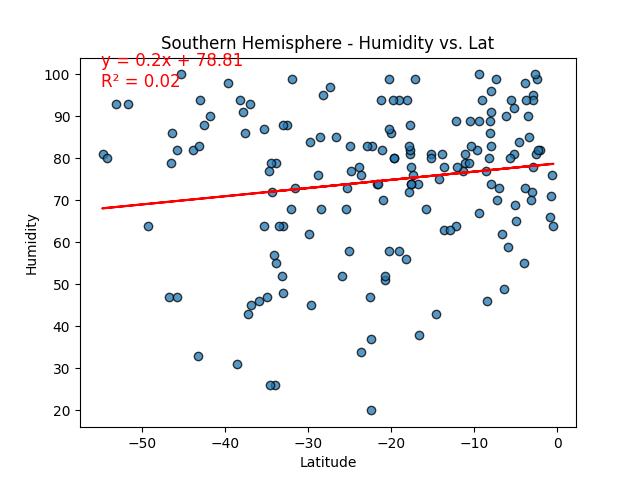 Southern Hemisphere - Humidity vs. Lat
y = 0.2x + 78.81
R² = 0.02
100
90
80
70
60
50
40
30
20
Humidity
−50 −40 −30 −20 −10 0
Latitude